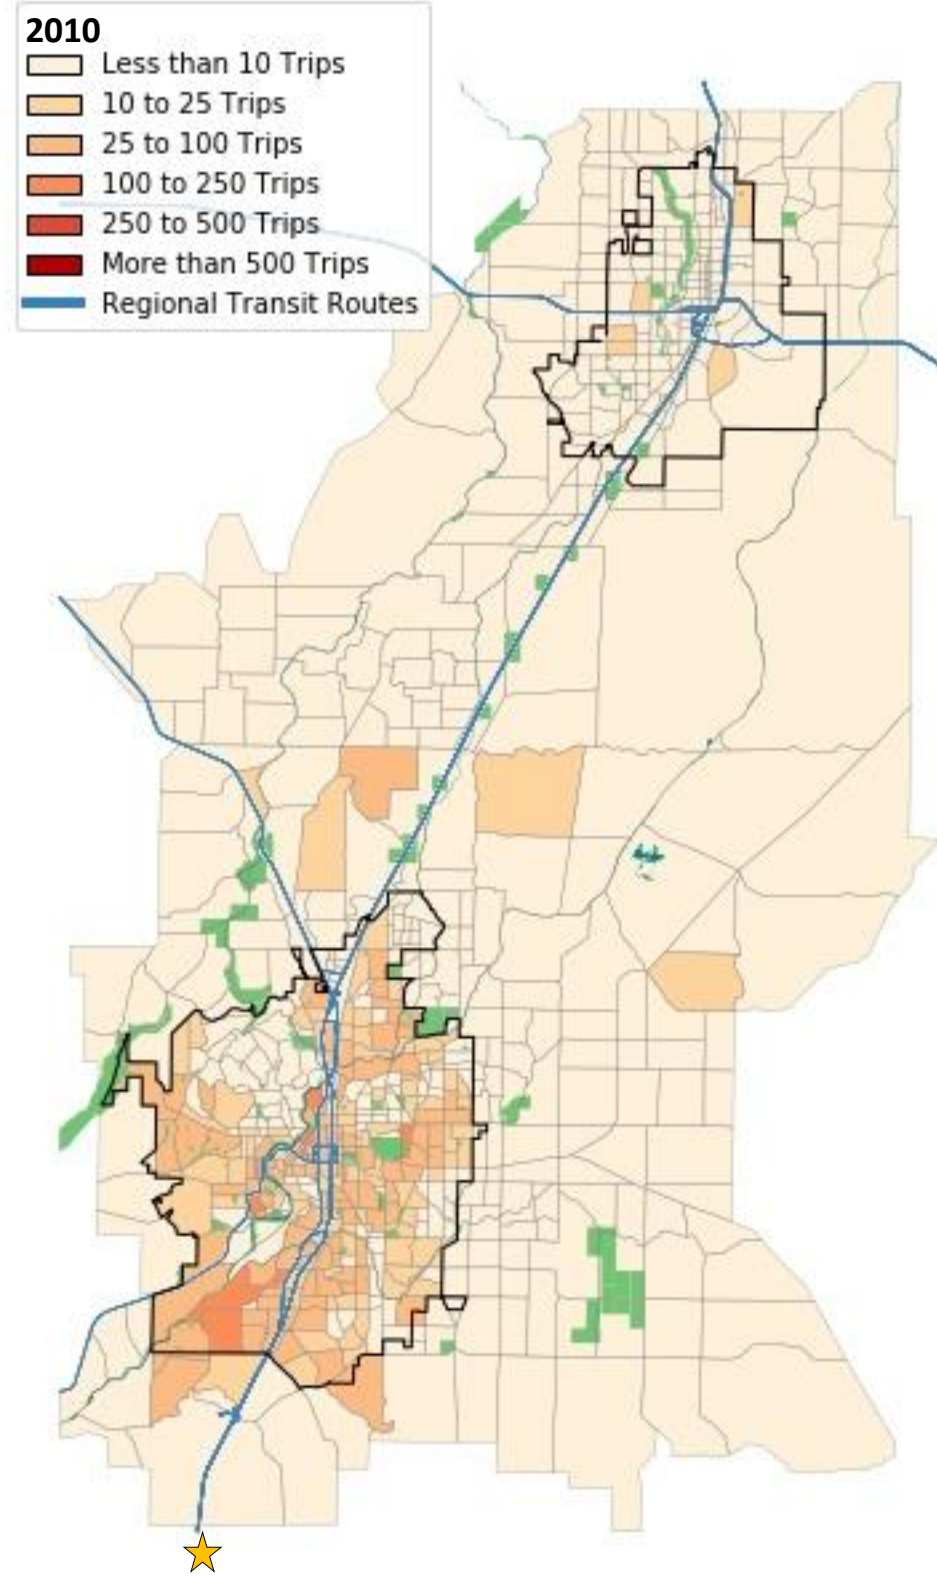 2010
Less than 10 Trips
10 to 25 Trips
25 to 100 Trips
100 to 250 Trips
250 to 500 Trips
More than 500 Trips
Regional Transit Routes